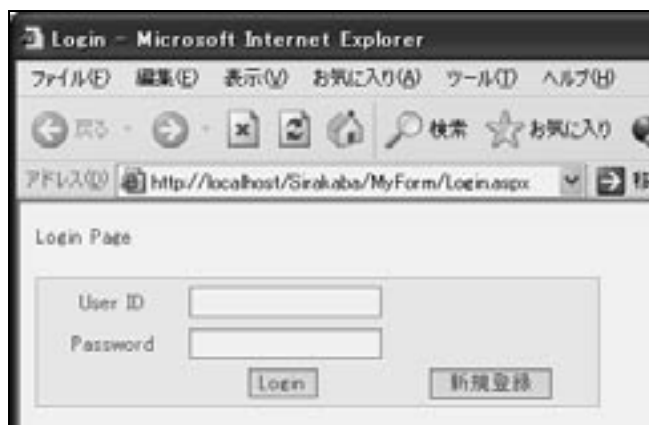 Login - Microsoft Internet Explorer
ファイル(F) 編集(E) 表示(V) お気に入り(A) ツール(T) ヘルプ(H)
戻る 検索 お気に入り
アドレス(D) http://localhost/Sirakaba/MyForm/Login.aspx 移
Login Page
User ID
Password
Login 新規登録